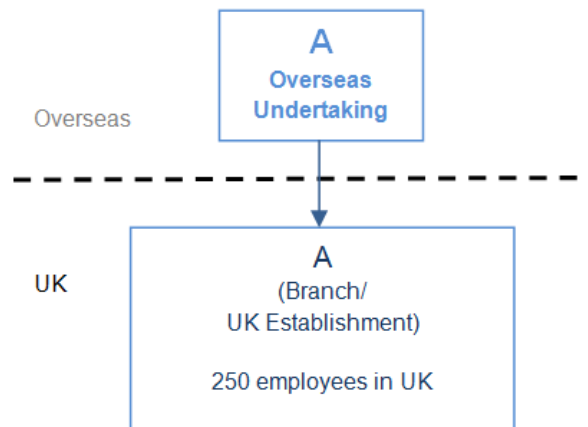 A
Overseas
Undertaking
Overseas
A
(Branch/
UK Establishment)
UK
250 employees in UK